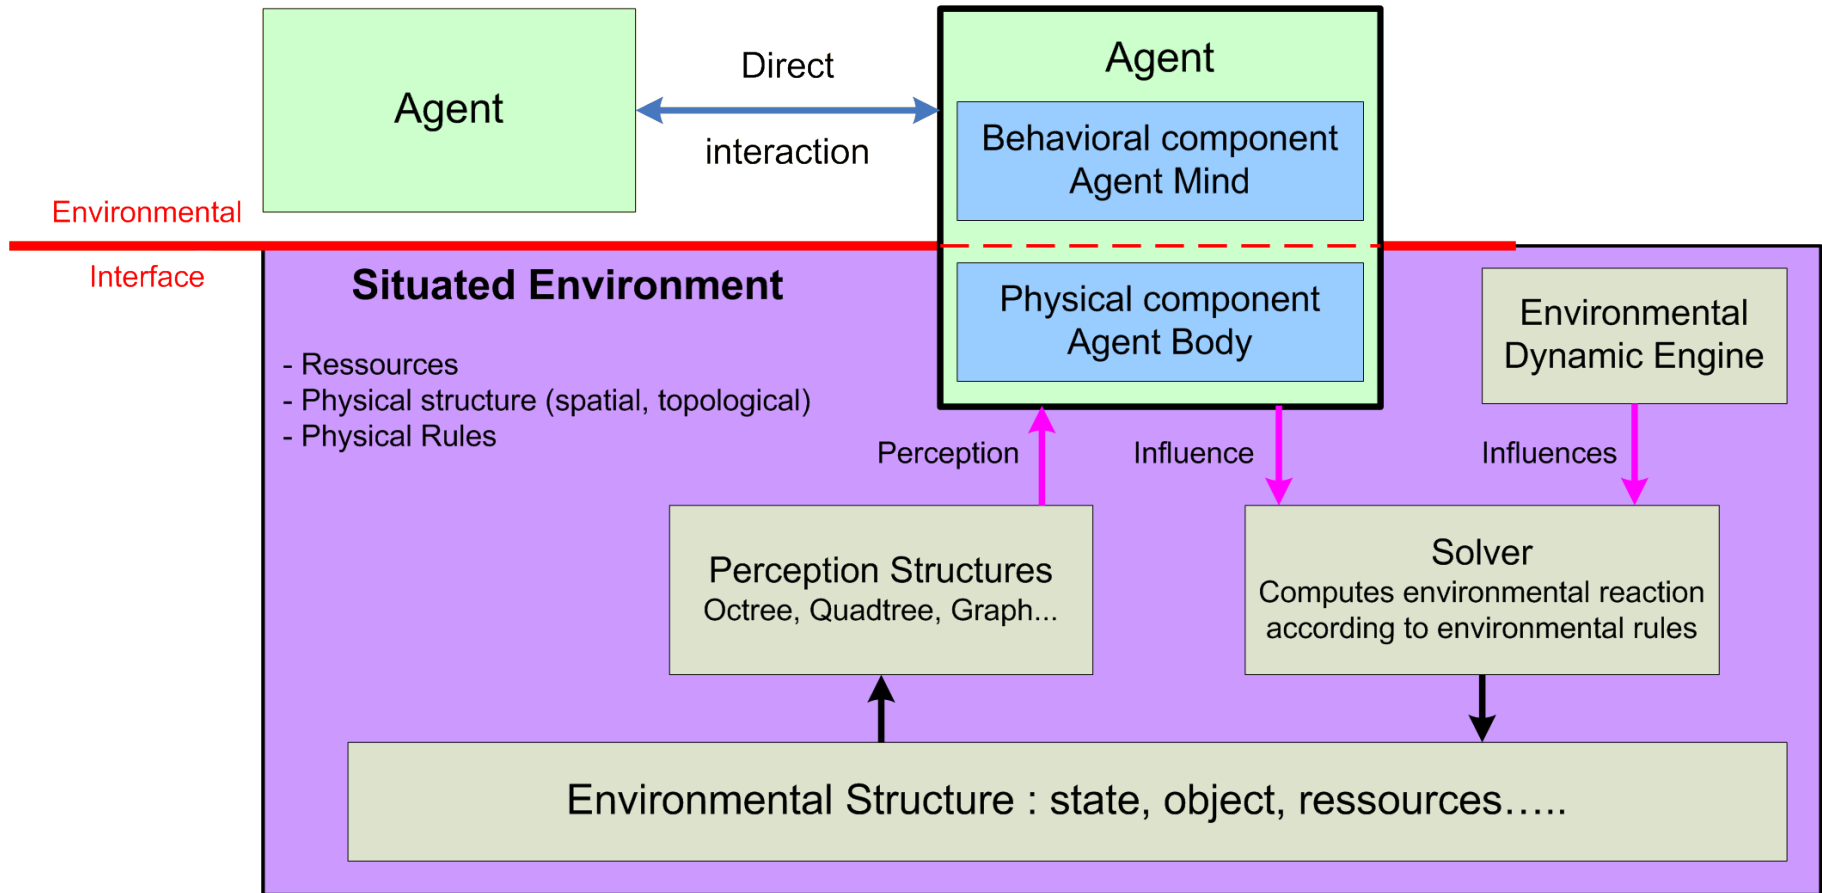 Agent
Direct
interaction
Agent
Behavioral component
Agent Mind
Environmental
Interface
Situated Environment
- Ressources
- Physical structure (spatial, topological)
- Physical Rules
Physical component
Agent Body
Environmental
Dynamic Engine
Perception
Influence
Influences
Perception Structures
Octree, Quadtree, Graph...
Solver
Computes environmental reaction
according to environmental rules
Environmental Structure : state, object, ressources…..